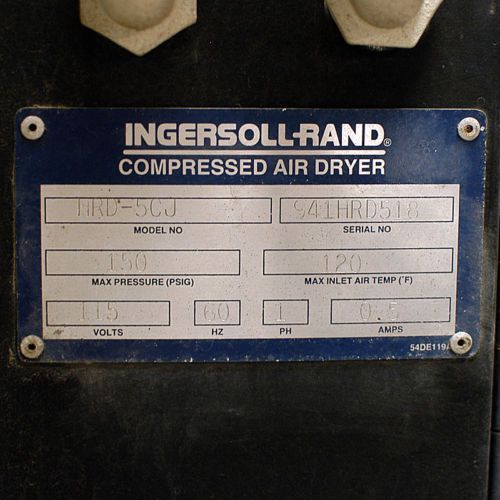 INGERSOLL-RAND®
COMPRESSED AIR DRYER
HRD-5CJ 941HRD518
MODEL NO SERIAL NO
150 120
MAX PRESSURE (PSIG) MAX INLET AIR TEMP (°F)
115 60 1 0.5
VOLTS HZ PH AMPS